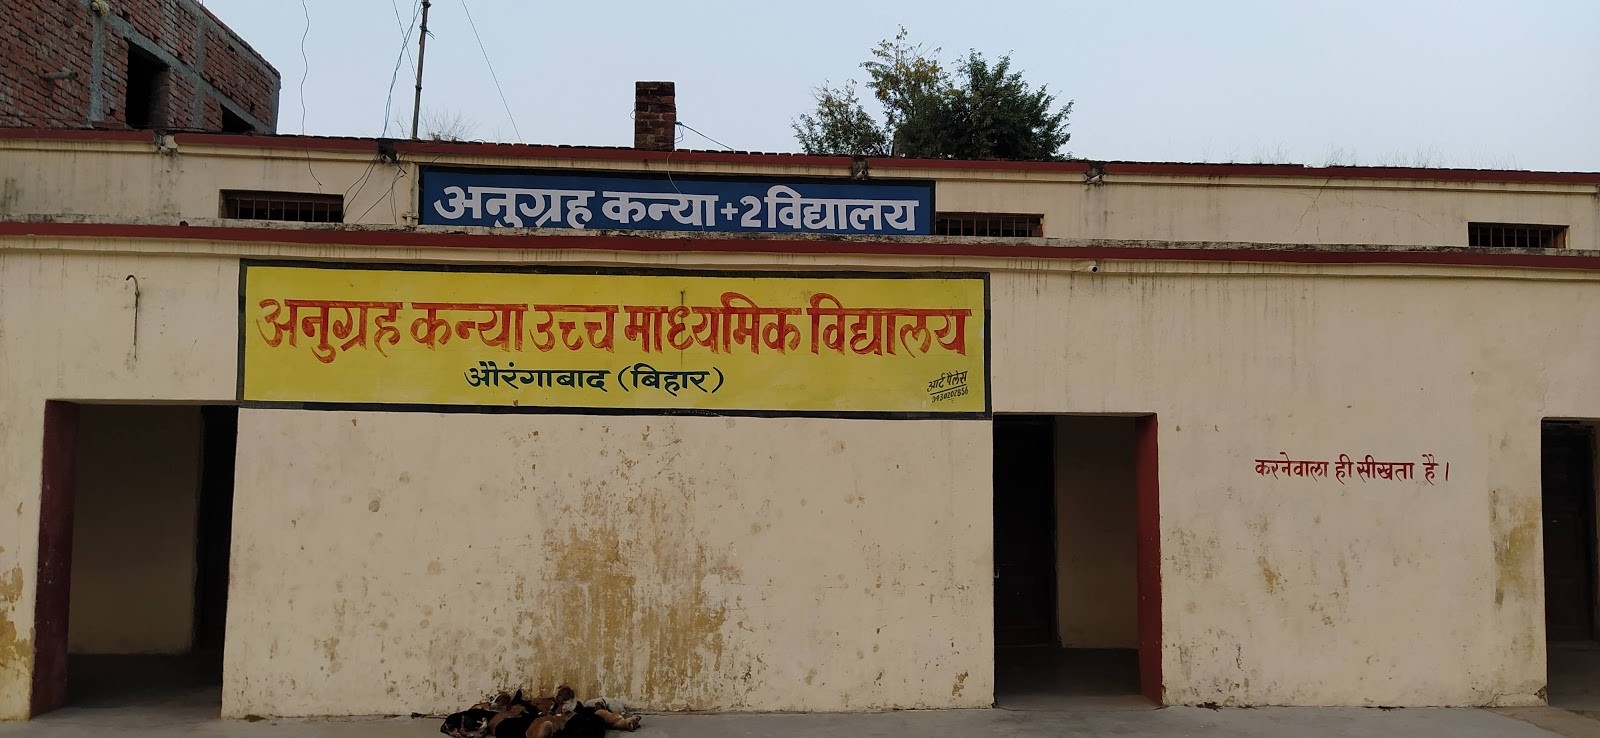 अनुग्रह कन्या +2 विद्यालय
अनुग्रह कन्या उच्च माध्यमिक विद्यालय
औरंगाबाद (बिहार)
आर्ट पैलेस
करनेवाला ही सीखता है।